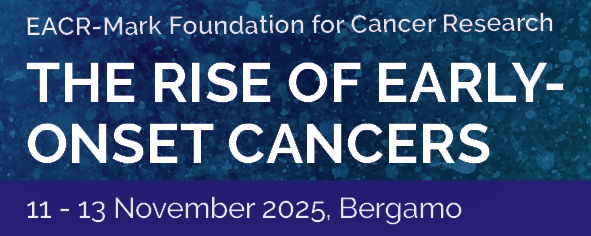 EACR-Mark Foundation for Cancer Research
THE RISE OF EARLY-
ONSET CANCERS
11 - 13 November 2025, Bergamo